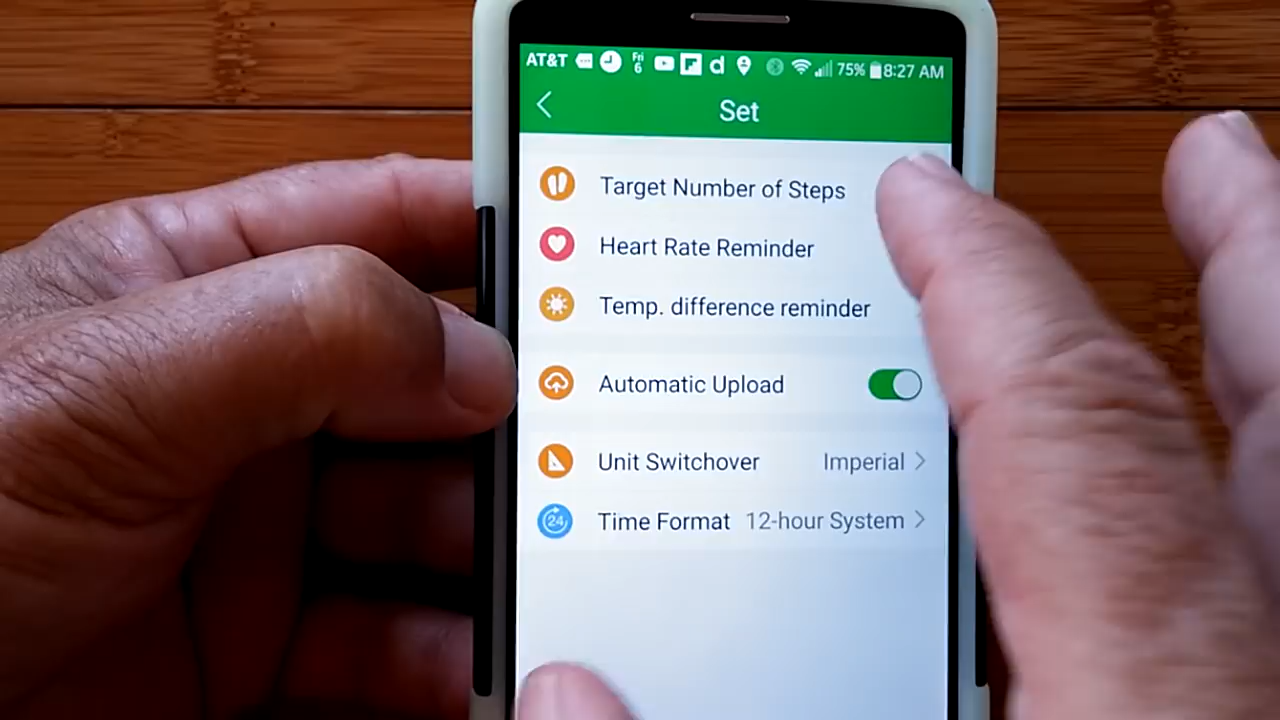 AT&T Fri 6 d 75% 8:27 AM
Set
Target Number of Steps
Heart Rate Reminder
Temp. difference reminder
Automatic Upload
Unit Switchover Imperial
24 Time Format 12-hour System